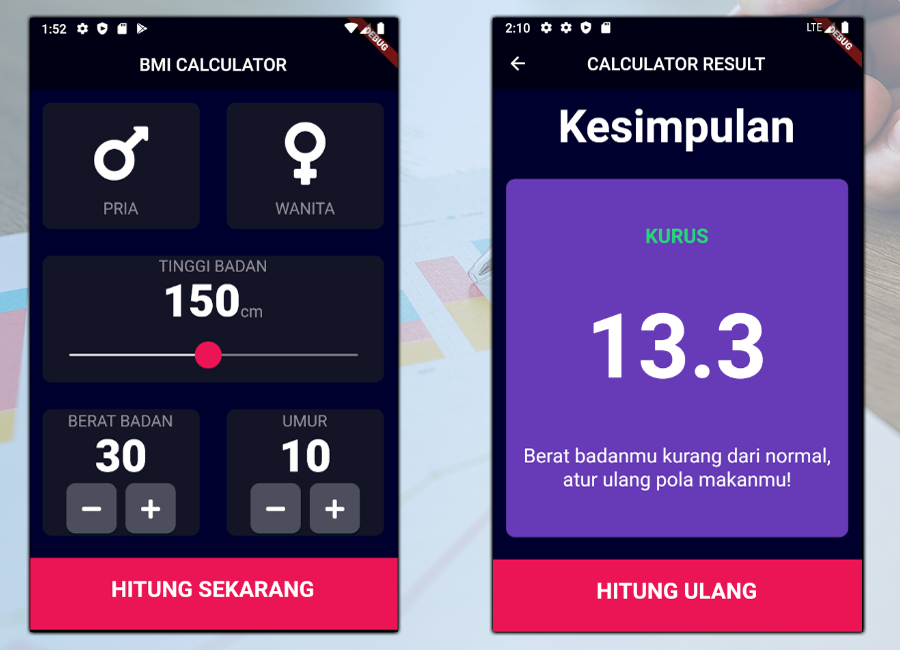 1:52
DEBUG
BMI CALCULATOR
PRIA
WANITA
TINGGI BADAN
150cm
BERAT BADAN
30
UMUR
10
HITUNG SEKARANG
2:10
LTE
DEBUG
CALCULATOR RESULT
Kesimpulan
KURUS
13.3
Berat badanmu kurang dari normal,
atur ulang pola makanmu!
HITUNG ULANG